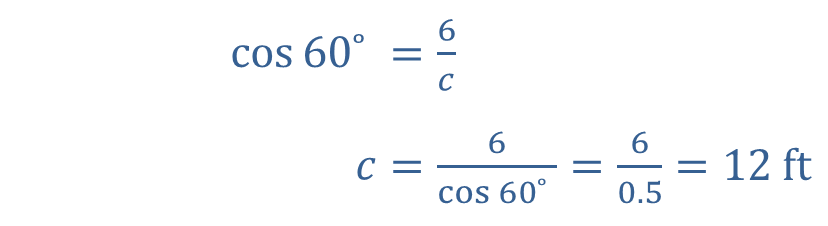 cos 60° = 6/c
c = 6/cos 60° = 6/0.5 = 12 ft